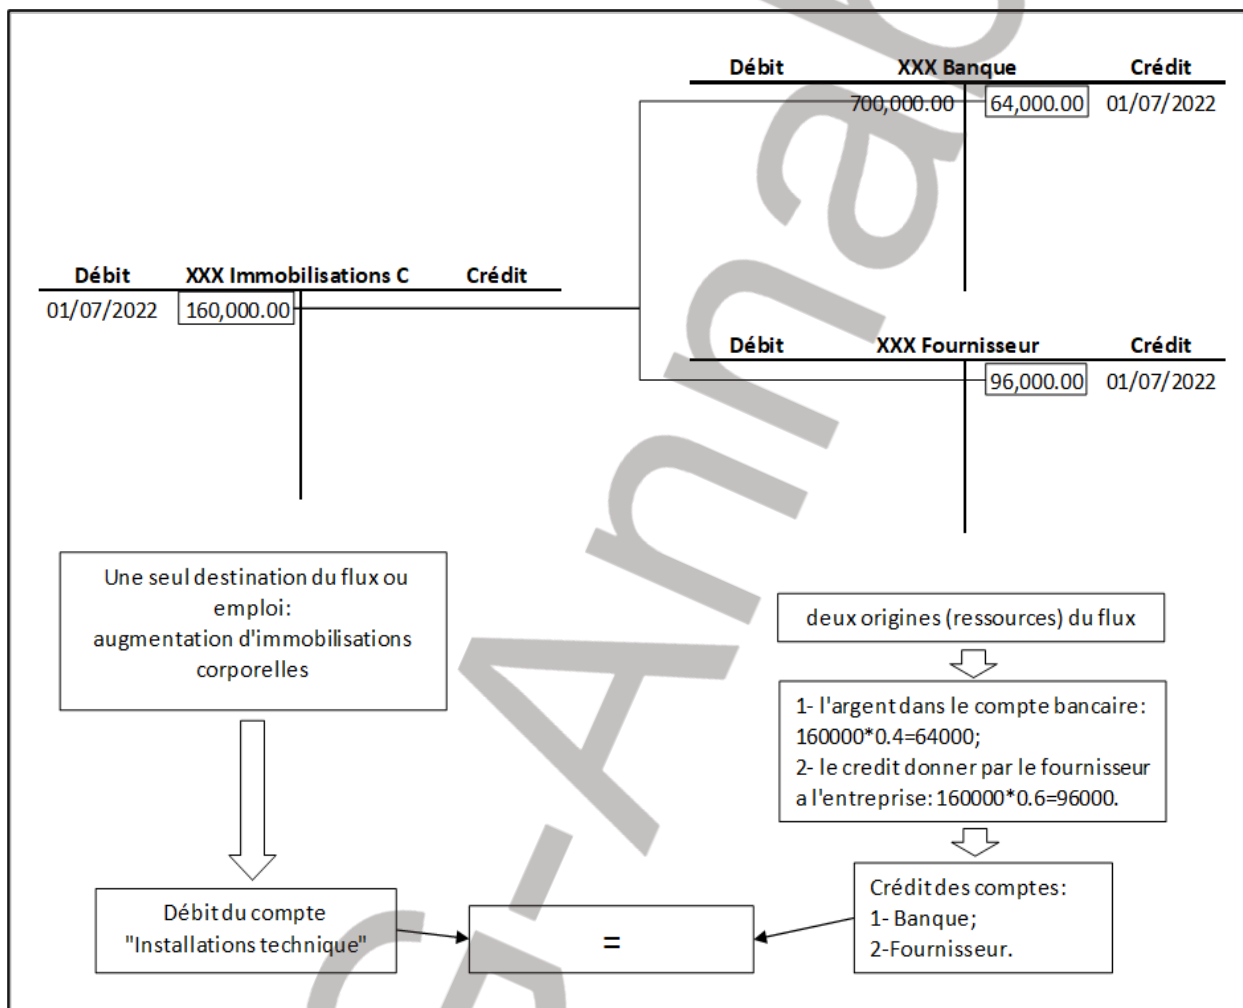 Débit XXX Banque Crédit
700,000.00 64,000.00 01/07/2022
Débit XXX Immobilisations C Crédit
01/07/2022 160,000.00
Débit XXX Fournisseur Crédit
96,000.00 01/07/2022
Une seul destination du flux ou
emploi:
augmentation d'immobilisations
corporelles
deux origines (ressources) du flux
1- l'argent dans le compte bancaire:
160000*0.4=64000;
2- le credit donner par le fournisseur
a l'entreprise: 160000*0.6=96000.
Débit du compte
"Installations technique"
=
Crédit des comptes:
1- Banque;
2-Fournisseur.
G-Annab